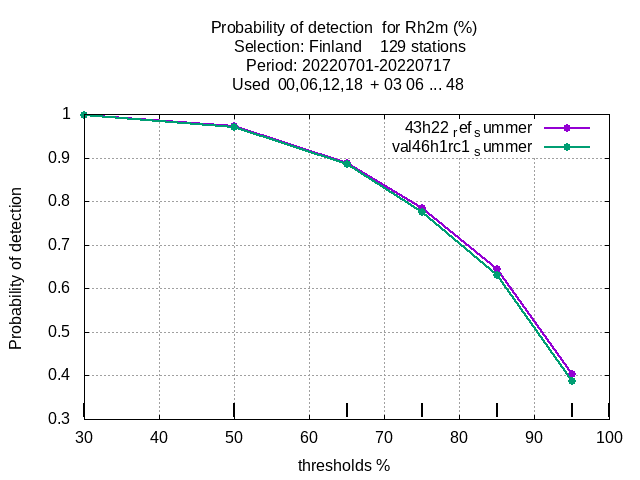 Probability of detection  for Rh2m (%)
Selection: Finland    129 stations
Period: 20220701-20220717
Used  00,06,12,18  + 03 06 ... 48
43h22 ref summer
val46h1rc1 summer
1
0.9
0.8
0.7
0.6
0.5
0.4
0.3
Probability of detection
30 40 50 60 70 80 90 100
thresholds %